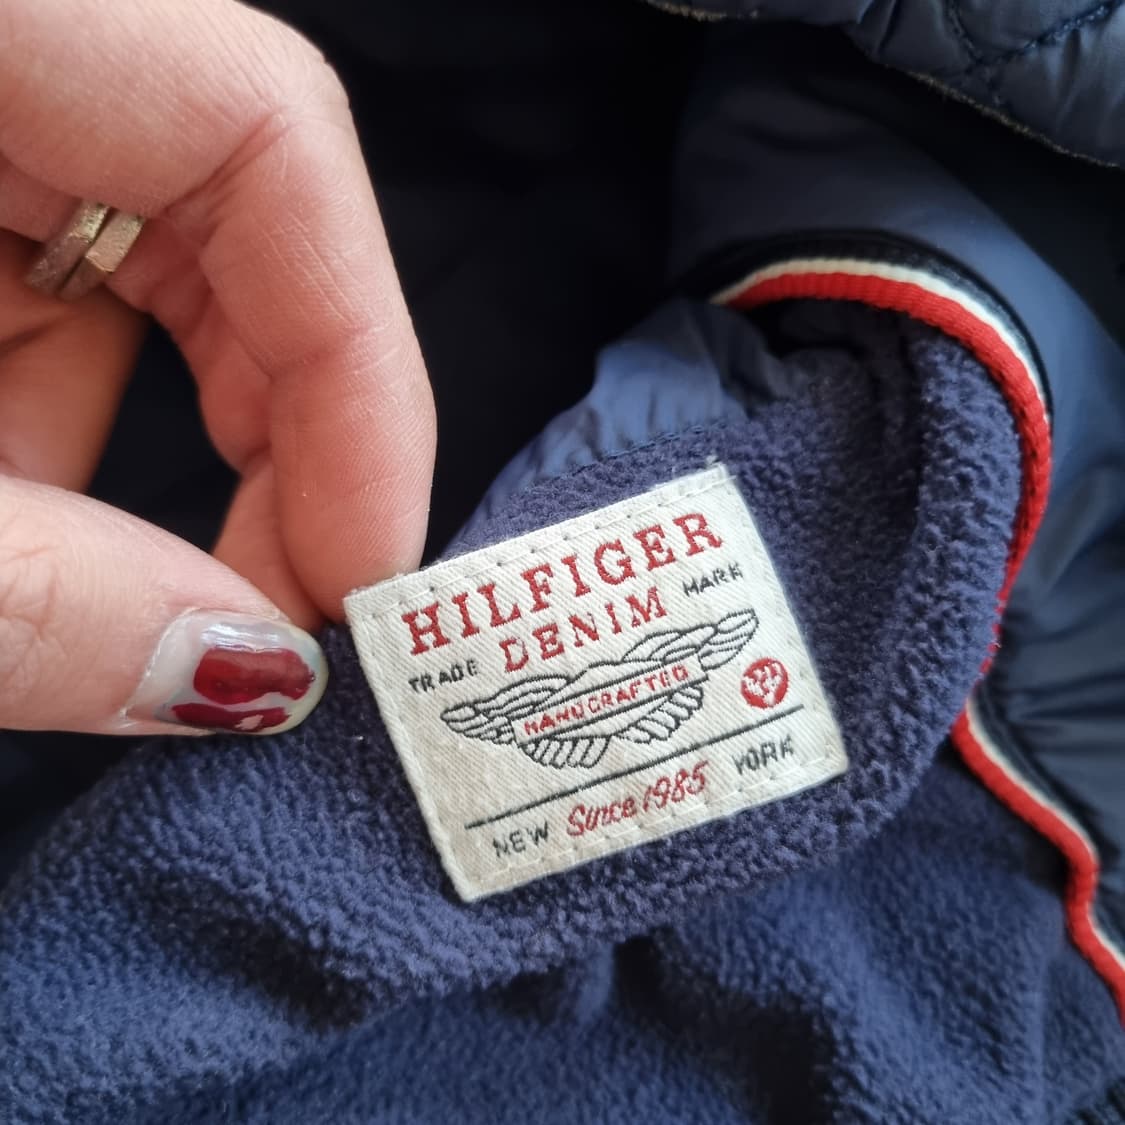 HILFIGER
DENIM
TRADE MARK
HANDCRAFTED
NEW Since 1985 YORK